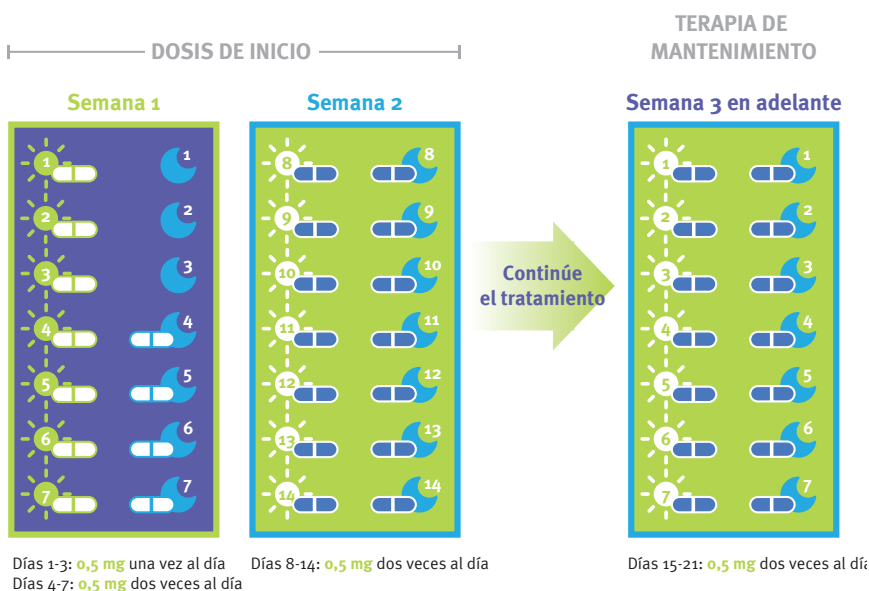 DOSIS DE INICIO
TERAPIA DE
MANTENIMIENTO
Semana 1
Semana 2
Semana 3 en adelante
1 1
2 2
3 3
4 4
5 5
6 6
7 7
8 8
9 9
10 10
11 11
12 12
13 13
14 14
Continúe
el tratamiento
1 1
2 2
3 3
4 4
5 5
6 6
7 7
Días 1-3: 0,5 mg una vez al día
Días 4-7: 0,5 mg dos veces al día
Días 8-14: 0,5 mg dos veces al día
Días 15-21: 0,5 mg dos veces al día